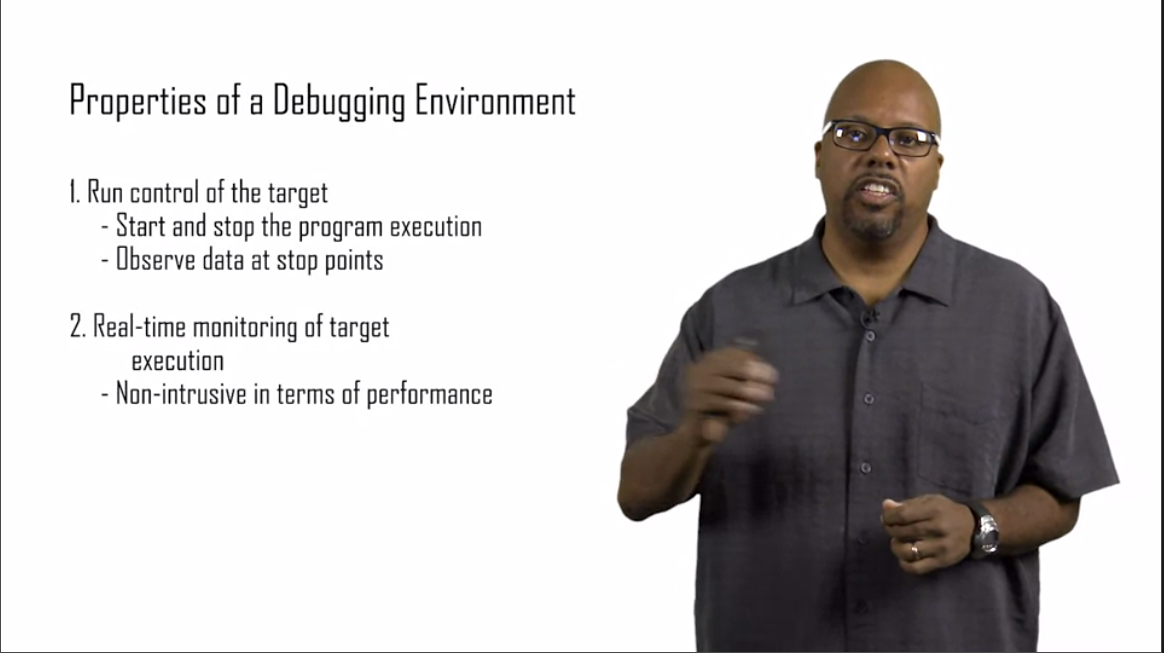 Properties of a Debugging Environment
1. Run control of the target
- Start and stop the program execution
- Observe data at stop points
2. Real-time monitoring of target
execution
- Non-intrusive in terms of performance